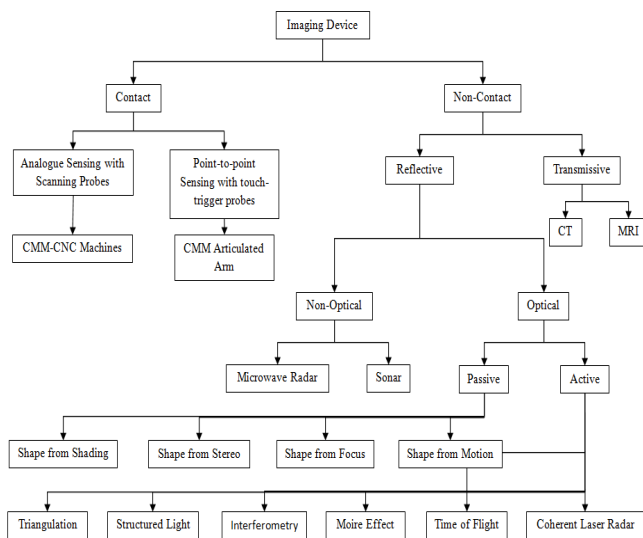 Imaging Device
Contact
Non-Contact
Analogue Sensing with
Scanning Probes
Point-to-point
Sensing with touch-
trigger probes
Reflective
Transmissive
CMM-CNC Machines
CMM Articulated
Arm
CT
MRI
Non-Optical
Optical
Microwave Radar
Sonar
Passive
Active
Shape from Shading
Shape from Stereo
Shape from Focus
Shape from Motion
Triangulation
Structured Light
Interferometry
Moire Effect
Time of Flight
Coherent Laser Radar